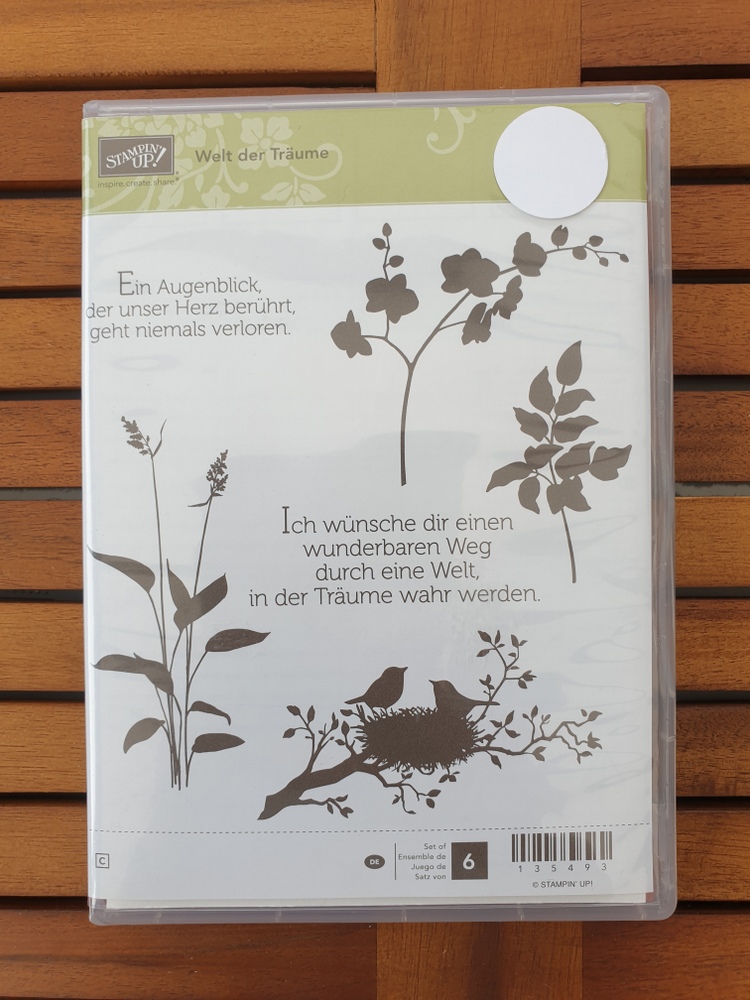 STAMPIN' UP!
inspire.create.share
Welt der Träume
Ein Augenblick,
der unser Herz berührt,
geht niemals verloren.
Ich wünsche dir einen
wunderbaren Weg
durch eine Welt,
in der Träume wahr werden.
C
DE
Set of
Ensemble de
Juego de
Satz von
6
135493
© STAMPIN' UP!